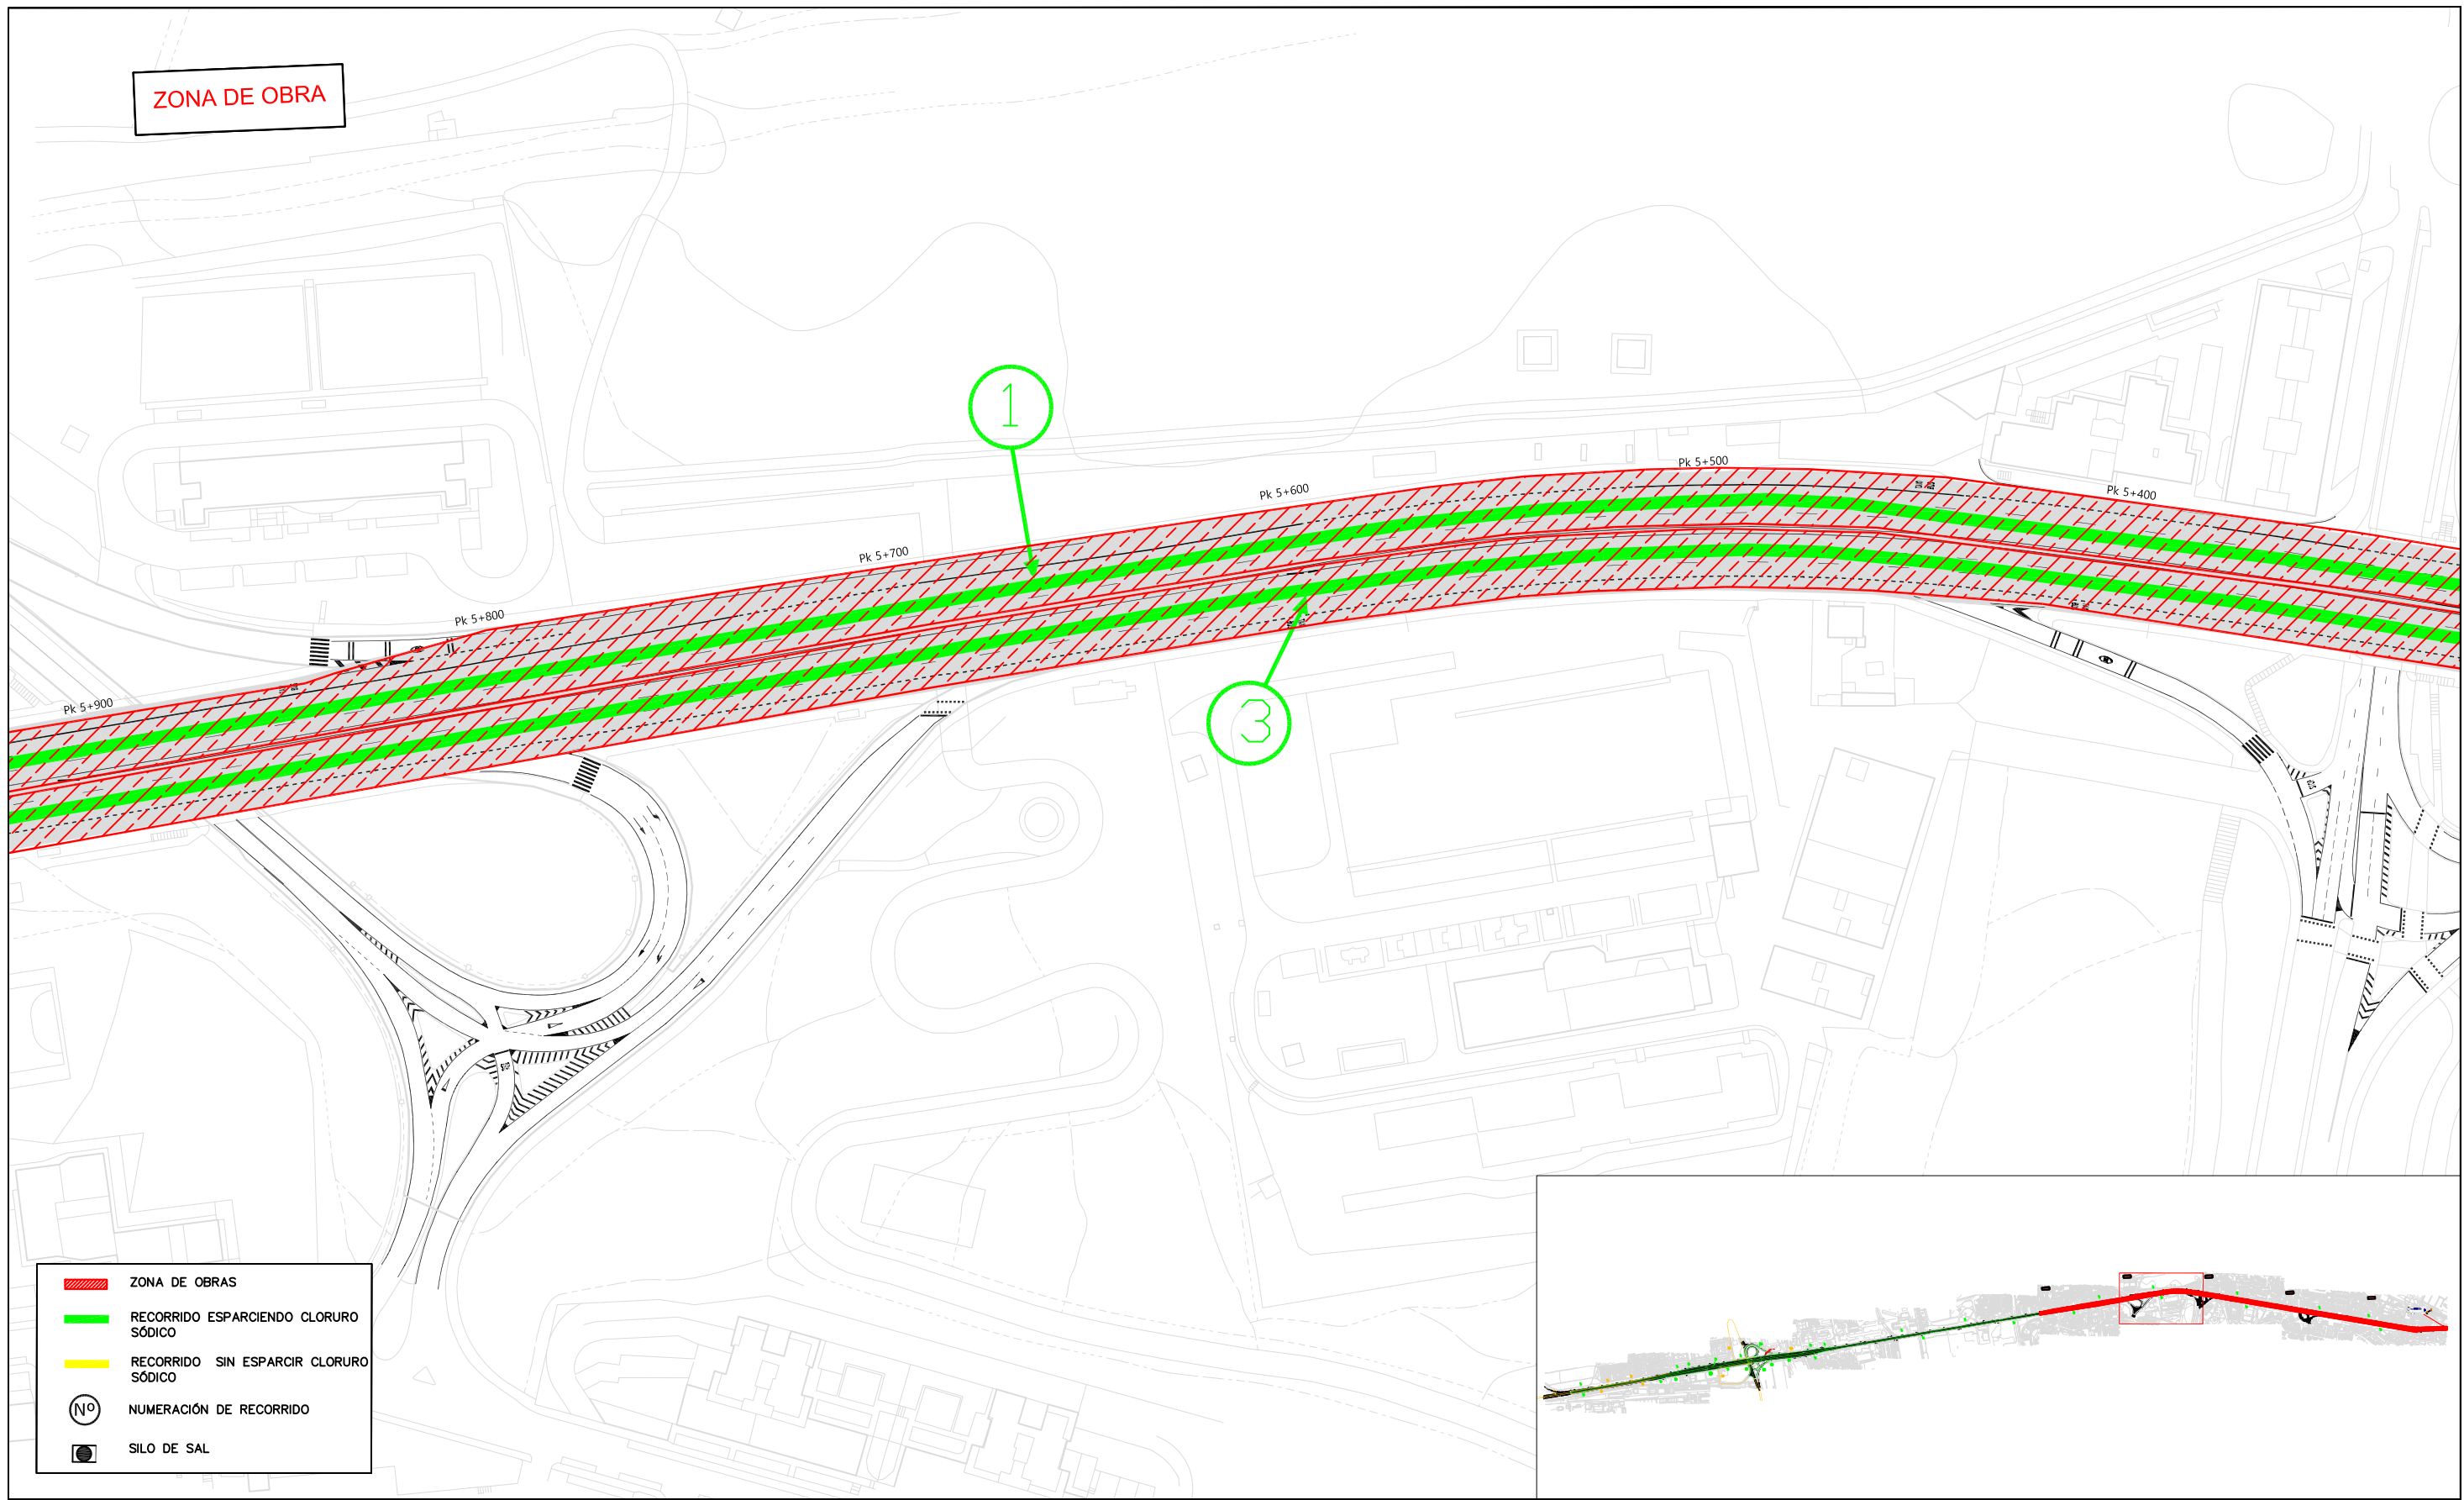 ZONA DE OBRA
1
Pk 5+500
Pk 5+600
Pk 5+400
Pk 5+700
Pk 5+800
Pk 5+900
3
ZONA DE OBRAS
RECORRIDO ESPARCIENDO CLORURO
SÓDICO
RECORRIDO SIN ESPARCIR CLORURO
SÓDICO
Nº
NUMERACIÓN DE RECORRIDO
SILO DE SAL